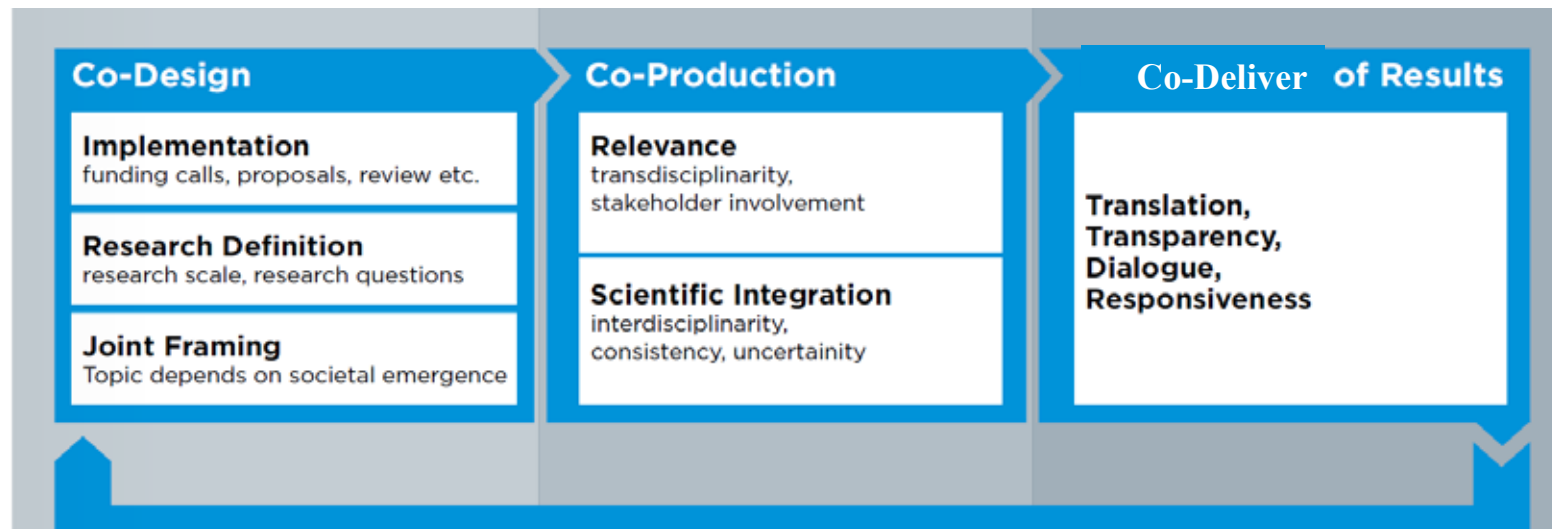 Co-Design
Implementation
funding calls, proposals, review etc.
Research Definition
research scale, research questions
Joint Framing
Topic depends on societal emergence
Co-Production
Relevance
transdisciplinarity,
stakeholder involvement
Scientific Integration
interdisciplinarity,
consistency, uncertainity
Co-Deliver of Results
Translation,
Transparency,
Dialogue,
Responsiveness